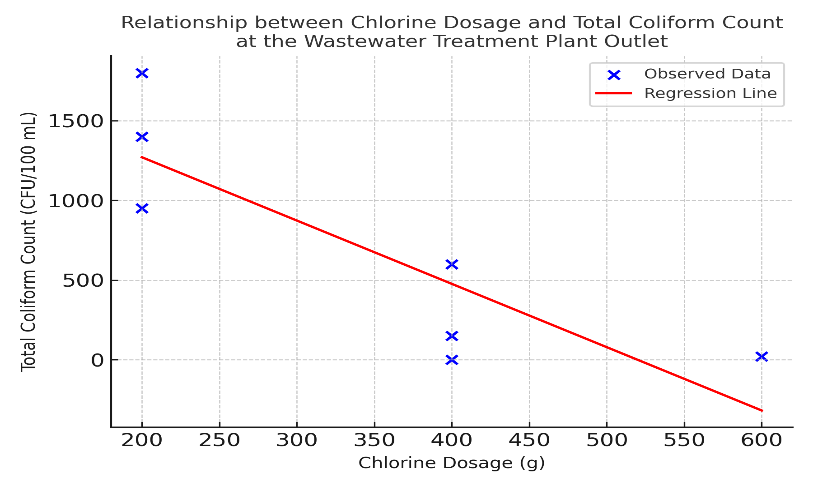 Relationship between Chlorine Dosage and Total Coliform Count
at the Wastewater Treatment Plant Outlet
Observed Data
Regression Line
Total Coliform Count (CFU/100 mL)
1500
1000
500
0
200 250 300 350 400 450 500 550 600
Chlorine Dosage (g)